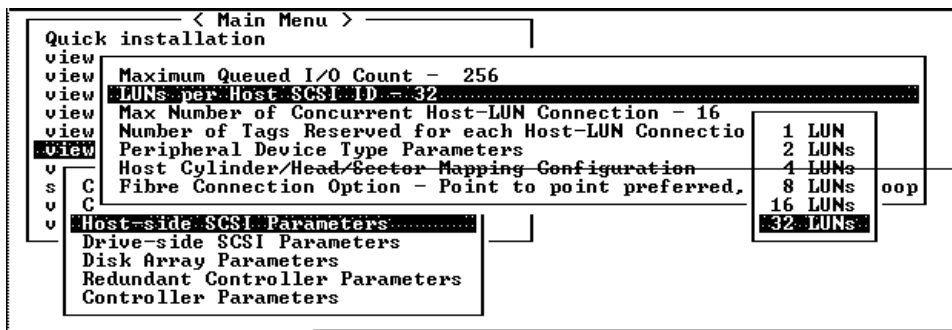 < Main Menu >
Quick installation
view
view Maximum Queued I/O Count - 256
view LUNs per Host SCSI ID - 32
view Max Number of Concurrent Host-LUN Connection - 16
view Number of Tags Reserved for each Host-LUN Connectio
view Peripheral Device Type Parameters
v Host Cylinder/Head/Sector Mapping Configuration
s C Fibre Connection Option - Point to point preferred, oop
v C
v Host-side SCSI Parameters
Drive-side SCSI Parameters
Disk Array Parameters
Redundant Controller Parameters
Controller Parameters
1 LUN
2 LUNs
4 LUNs
8 LUNs
16 LUNs
32 LUNs